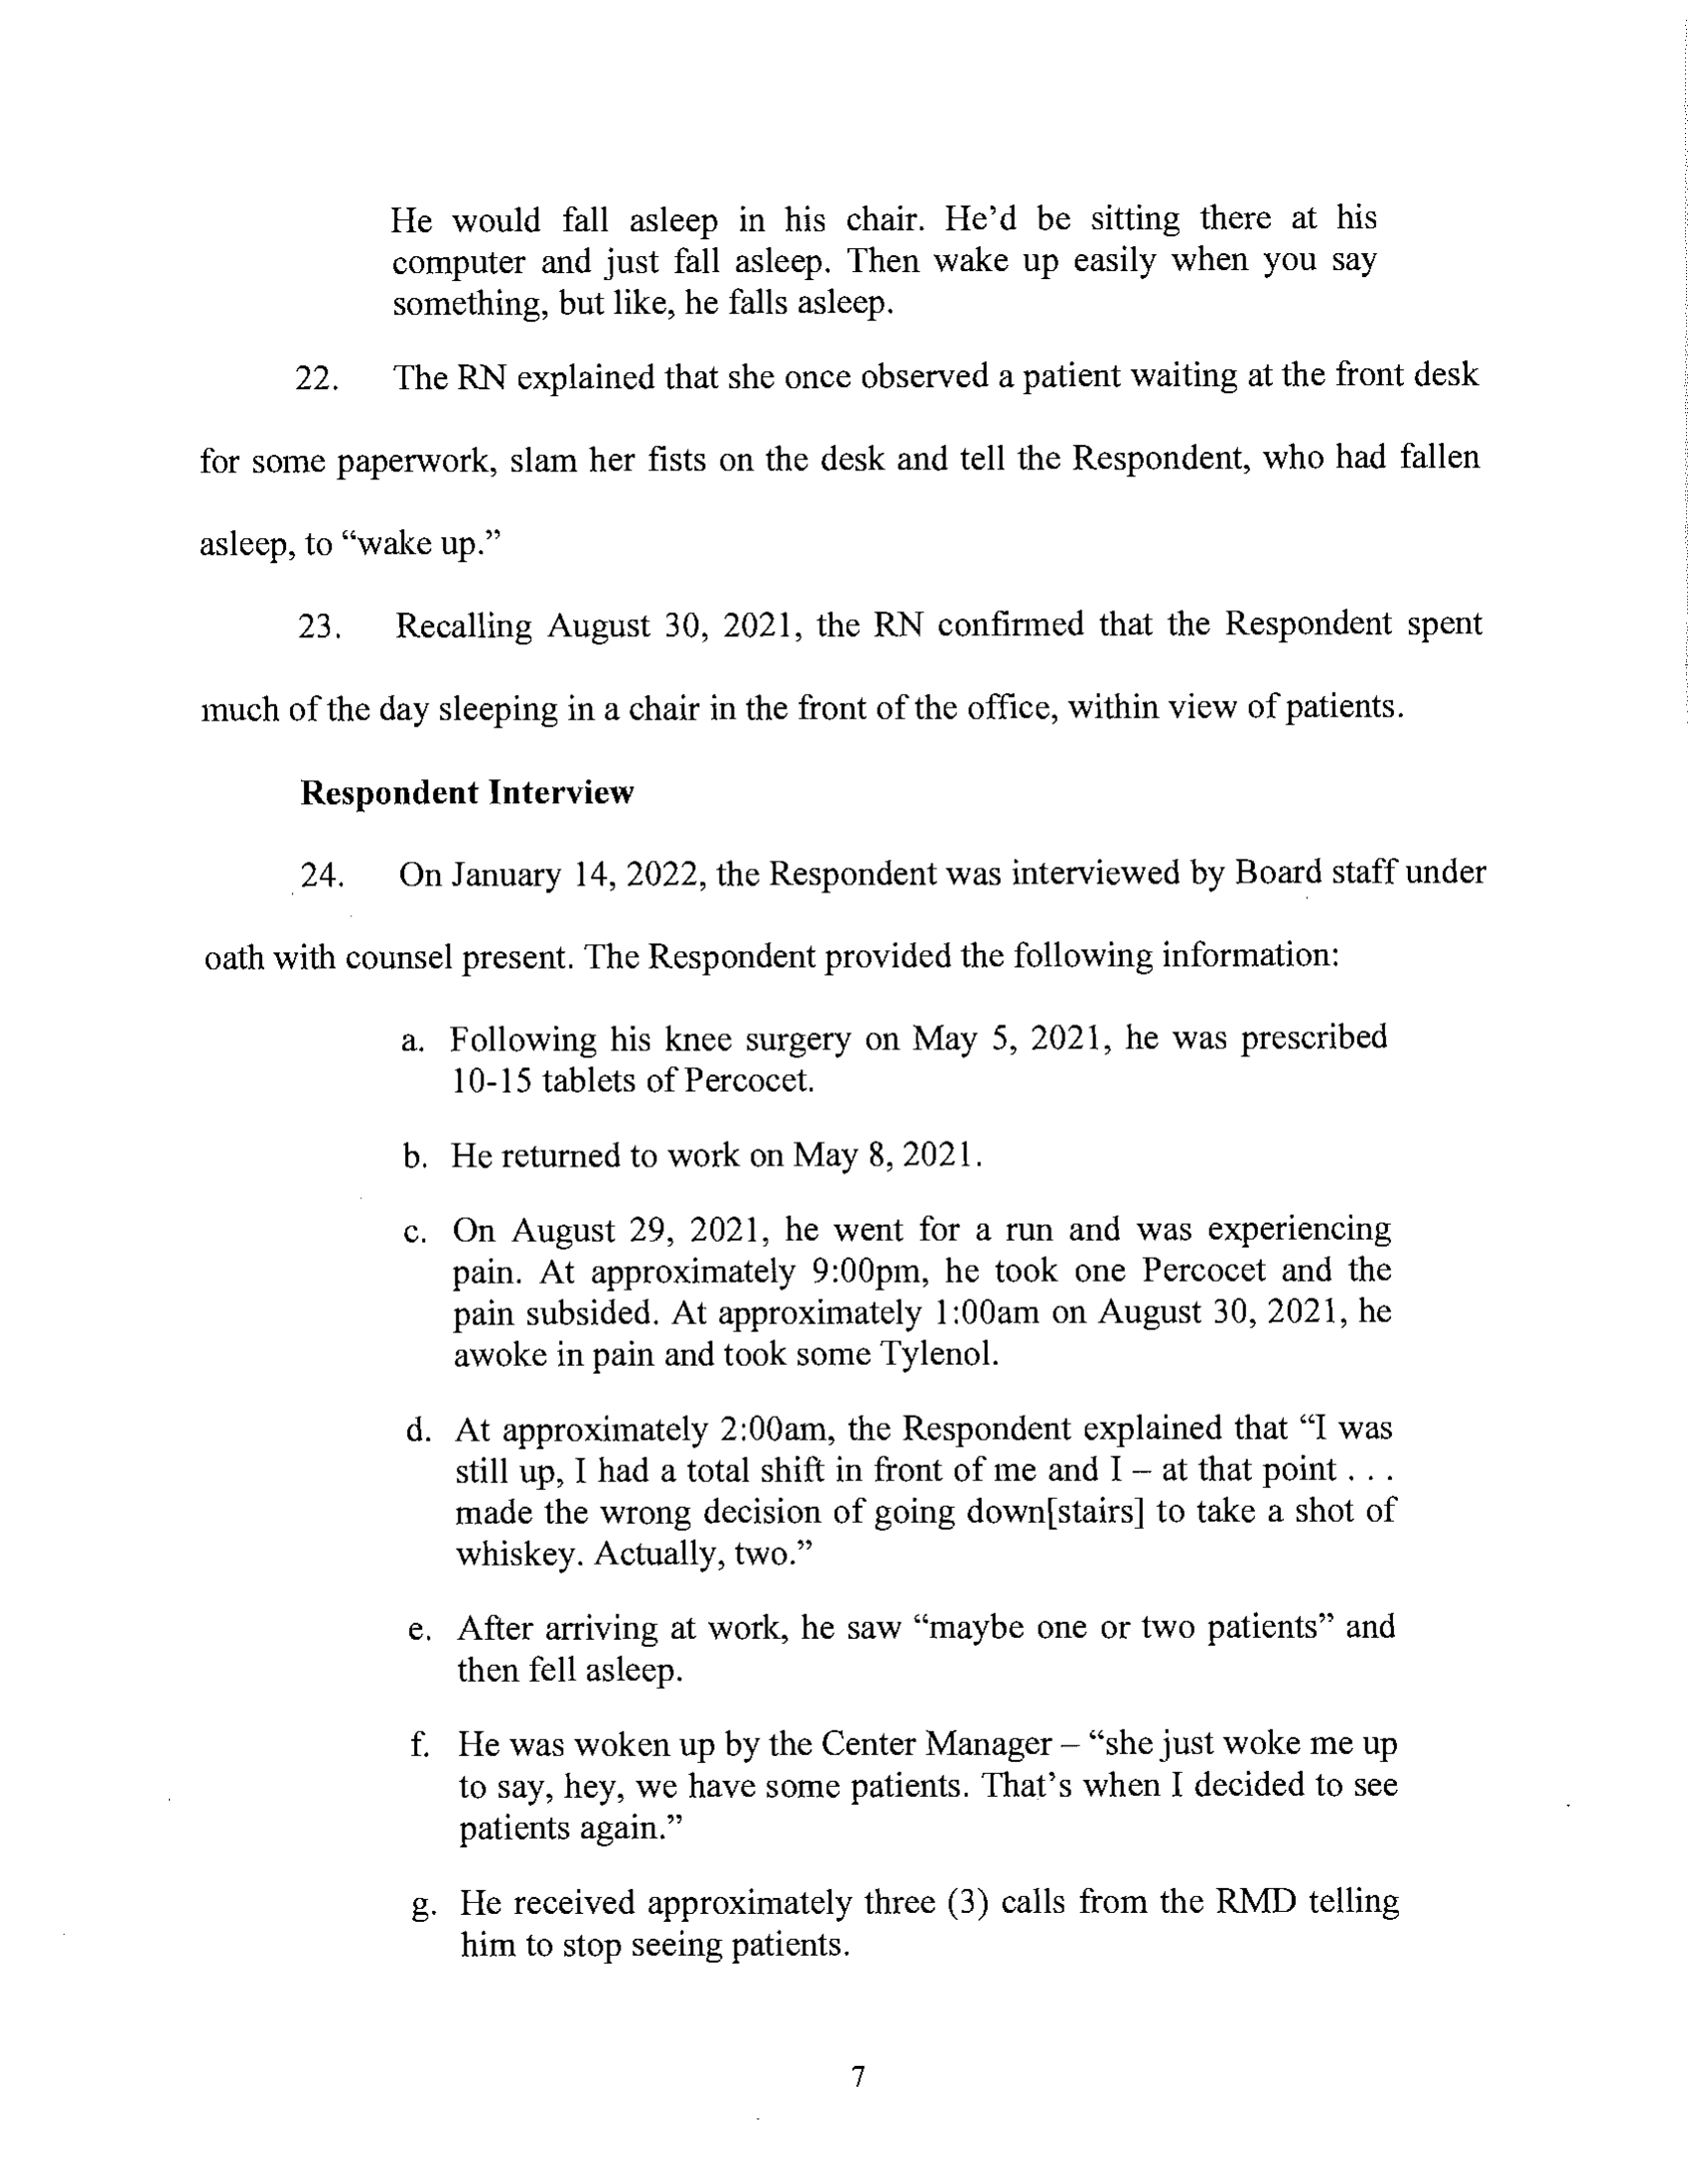 He would fall asleep in his chair. He'd be sitting there at his
computer and just fall asleep. Then wake up easily when you say
something, but like, he falls asleep.
22. The RN explained that she once observed a patient waiting at the front desk
for some paperwork, slam her fists on the desk and tell the Respondent, who had fallen
asleep, to “wake up.”
23. Recalling August 30, 2021, the RN confirmed that the Respondent spent
much of the day sleeping in a chair in the front of the office, within view of patients.
Respondent Interview
24. On January 14, 2022, the Respondent was interviewed by Board staff under
oath with counsel present. The Respondent provided the following information:
a. Following his knee surgery on May 5, 2021, he was prescribed
10-15 tablets of Percocet.
b. He returned to work on May 8, 2021.
c. On August 29, 2021, he went for a run and was experiencing
pain. At approximately 9:00pm, he took one Percocet and the
pain subsided. At approximately 1:00am on August 30, 2021, he
awoke in pain and took some Tylenol.
d. At approximately 2:00am, the Respondent explained that “I was
still up, I had a total shift in front of me and I – at that point . . .
made the wrong decision of going down[stairs] to take a shot of
whiskey. Actually, two.”
e. After arriving at work, he saw “maybe one or two patients” and
then fell asleep.
f. He was woken up by the Center Manager – “she just woke me up
to say, hey, we have some patients. That's when I decided to see
patients again.”
g. He received approximately three (3) calls from the RMD telling
him to stop seeing patients.
7